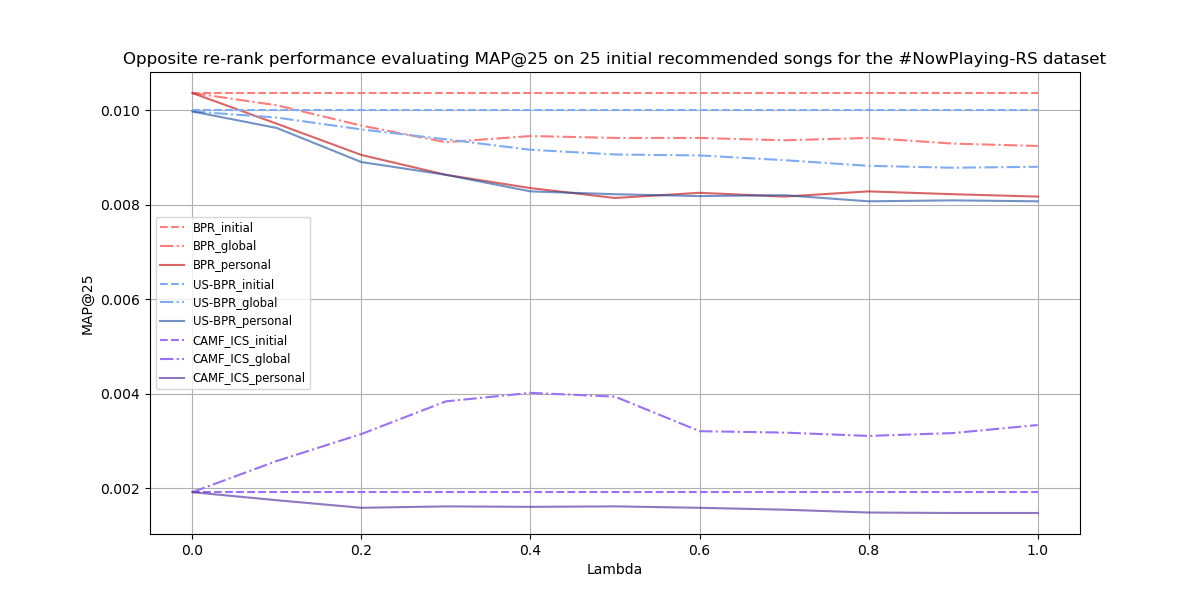 Opposite re-rank performance evaluating MAP@25 on 25 initial recommended songs for the #NowPlaying-RS dataset
0.010
0.008
0.006
0.004
0.002
MAP@25
BPR_initial
BPR_global
BPR_personal
US-BPR_initial
US-BPR_global
US-BPR_personal
CAMF_ICS_initial
CAMF_ICS_global
CAMF_ICS_personal
0.0 0.2 0.4 0.6 0.8 1.0
Lambda